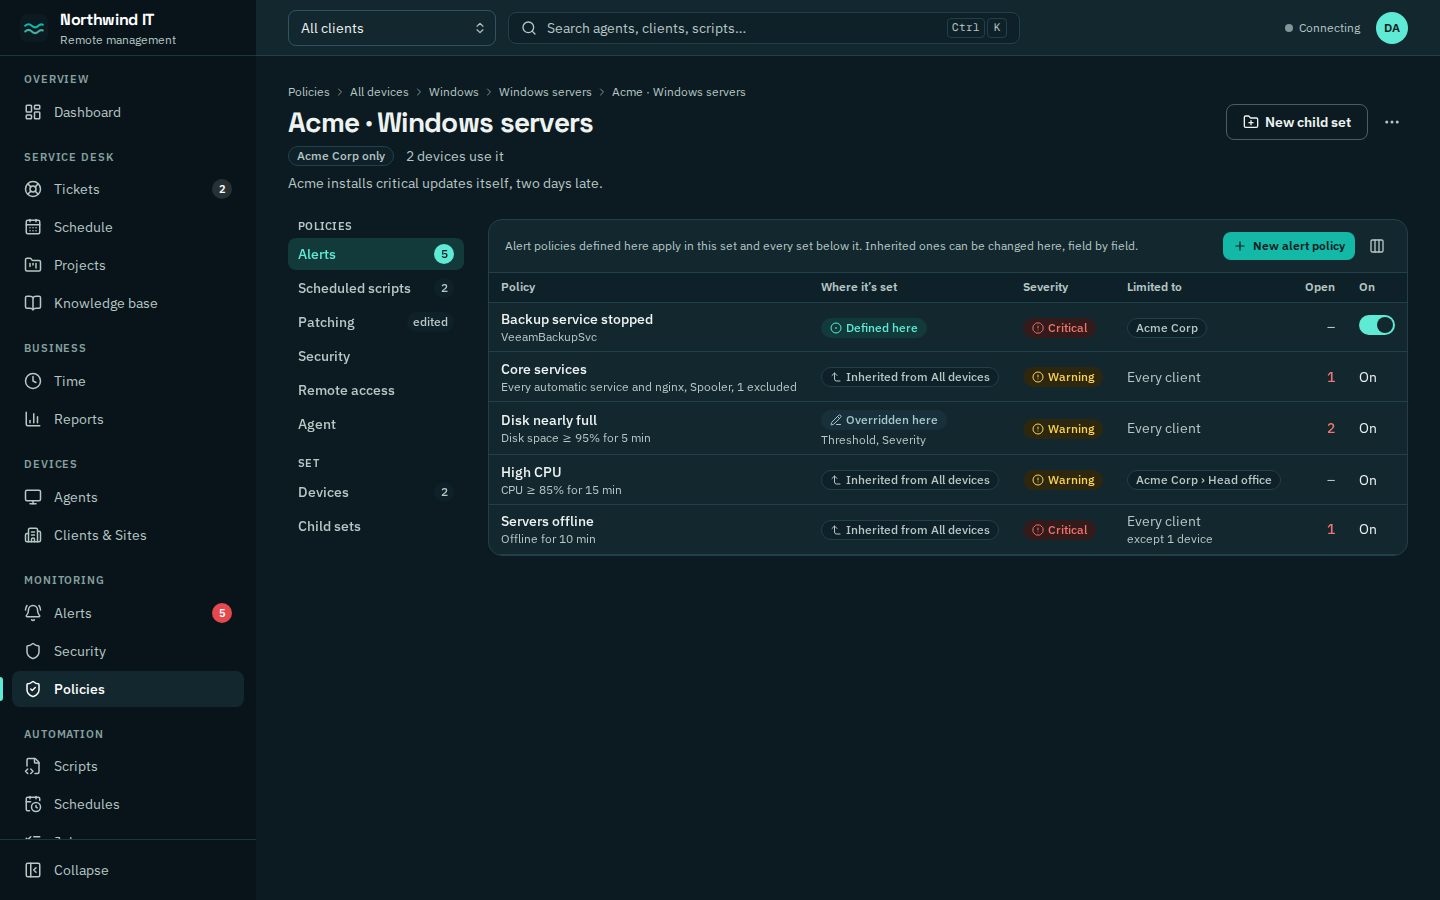 Northwind IT
Remote management
OVERVIEW
Dashboard
SERVICE DESK
Tickets 2
Schedule
Projects
Knowledge base
BUSINESS
Time
Reports
DEVICES
Agents
Clients & Sites
MONITORING
Alerts 5
Security
Policies
AUTOMATION
Scripts
Schedules
Collapse
All clients
Search agents, clients, scripts... Ctrl K
Connecting
DA
Policies > All devices > Windows > Windows servers > Acme · Windows servers
Acme · Windows servers
New child set
Acme Corp only 2 devices use it
Acme installs critical updates itself, two days late.
POLICIES
Alerts 5
Scheduled scripts 2
Patching edited
Security
Remote access
Agent
SET
Devices 2
Child sets
Alert policies defined here apply in this set and every set below it. Inherited ones can be changed here, field by field.
New alert policy
Policy Where it's set Severity Limited to Open On
Backup service stopped
VeeamBackupSvc
Defined here Critical Acme Corp –
Core services
Every automatic service and nginx, Spooler, 1 excluded
Inherited from All devices Warning Every client 1 On
Disk nearly full
Disk space ≥ 95% for 5 min
Overridden here
Threshold, Severity
Warning Every client 2 On
High CPU
CPU ≥ 85% for 15 min
Inherited from All devices Warning Acme Corp › Head office – On
Servers offline
Offline for 10 min
Inherited from All devices Critical Every client
except 1 device
1 On